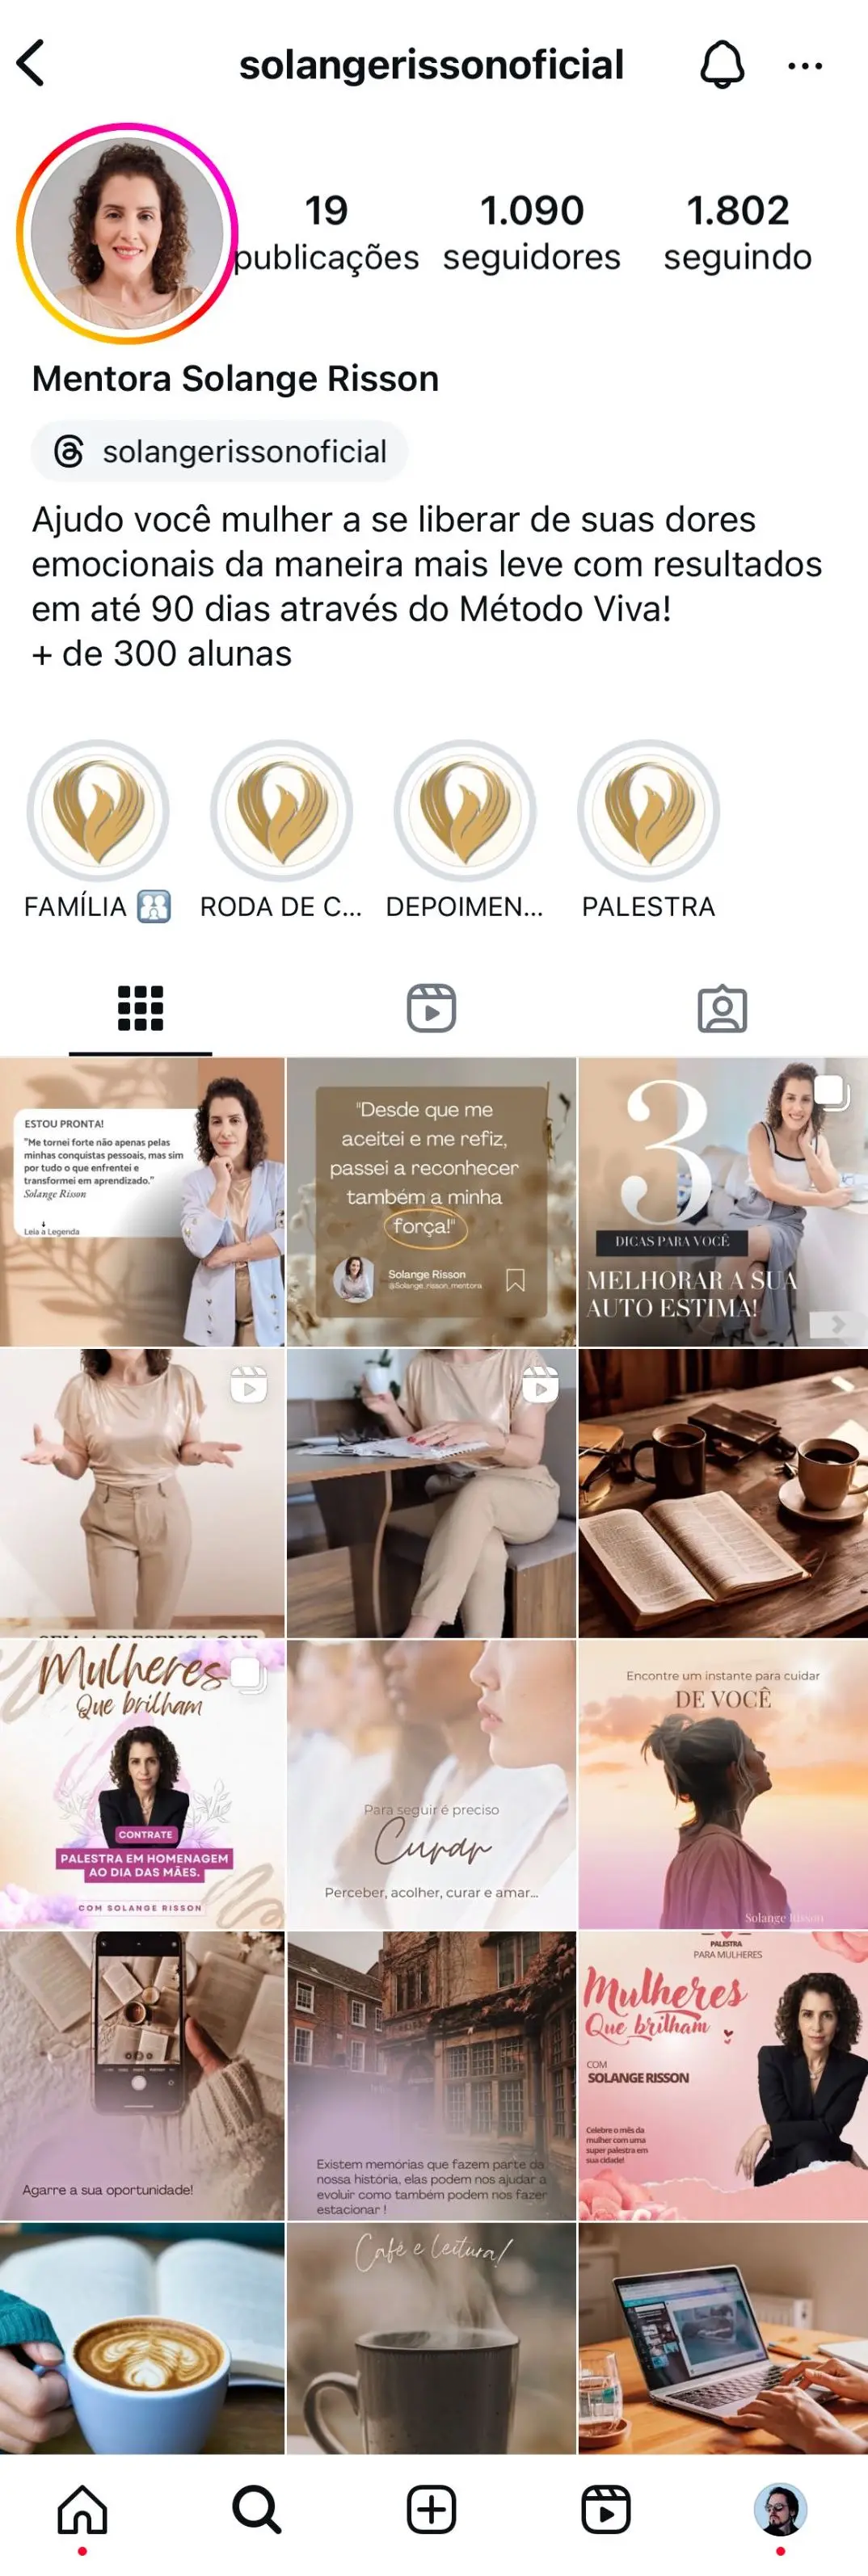 solangerissonoficial
19
publicações
1.090
seguidores
1.802
seguindo
Mentora Solange Risson
solangerissonoficial
Ajudo você mulher a se liberar de suas dores
emocionais da maneira mais leve com resultados
em até 90 dias através do Método Viva!
+ de 300 alunas
FAMÍLIA
RODA DE C...
DEPOIMEN...
PALESTRA
ESTOU PRONTA!
"Me tornei forte não apenas pelas
minhas conquistas pessoais, mas sim
por tudo o que enfrentei e
transformei em aprendizado."
Solange Risson
Leia a Legenda
"Desde que me
aceitei e me refiz,
passei a reconhecer
também a minha
força!"
Solange Risson
@Solange_risson_mentora
3
DICAS PARA VOCÊ
MELHORAR A SUA
AUTO ESTIMA!
SEJA A PRESENÇA QUE
Mulheres
Que brilham
CONTRATE
PALESTRA EM HOMENAGEM
AO DIA DAS MÃES.
COM SOLANGE RISSON
Para seguir é preciso
Curar
Perceber, acolher, curar e amar...
Encontre um instante para cuidar
DE VOCÊ
Solange Risson
Agarre a sua oportunidade!
Existem memórias que fazem parte da
nossa história, elas podem nos ajudar a
evoluir como também podem nos fazer
estacionar !
PALESTRA
PARA MULHERES
Mulheres
Que brilham
COM
SOLANGE RISSON
Celebre o mês da
mulher com uma
super palestra em
sua cidade!
Café e leitura!